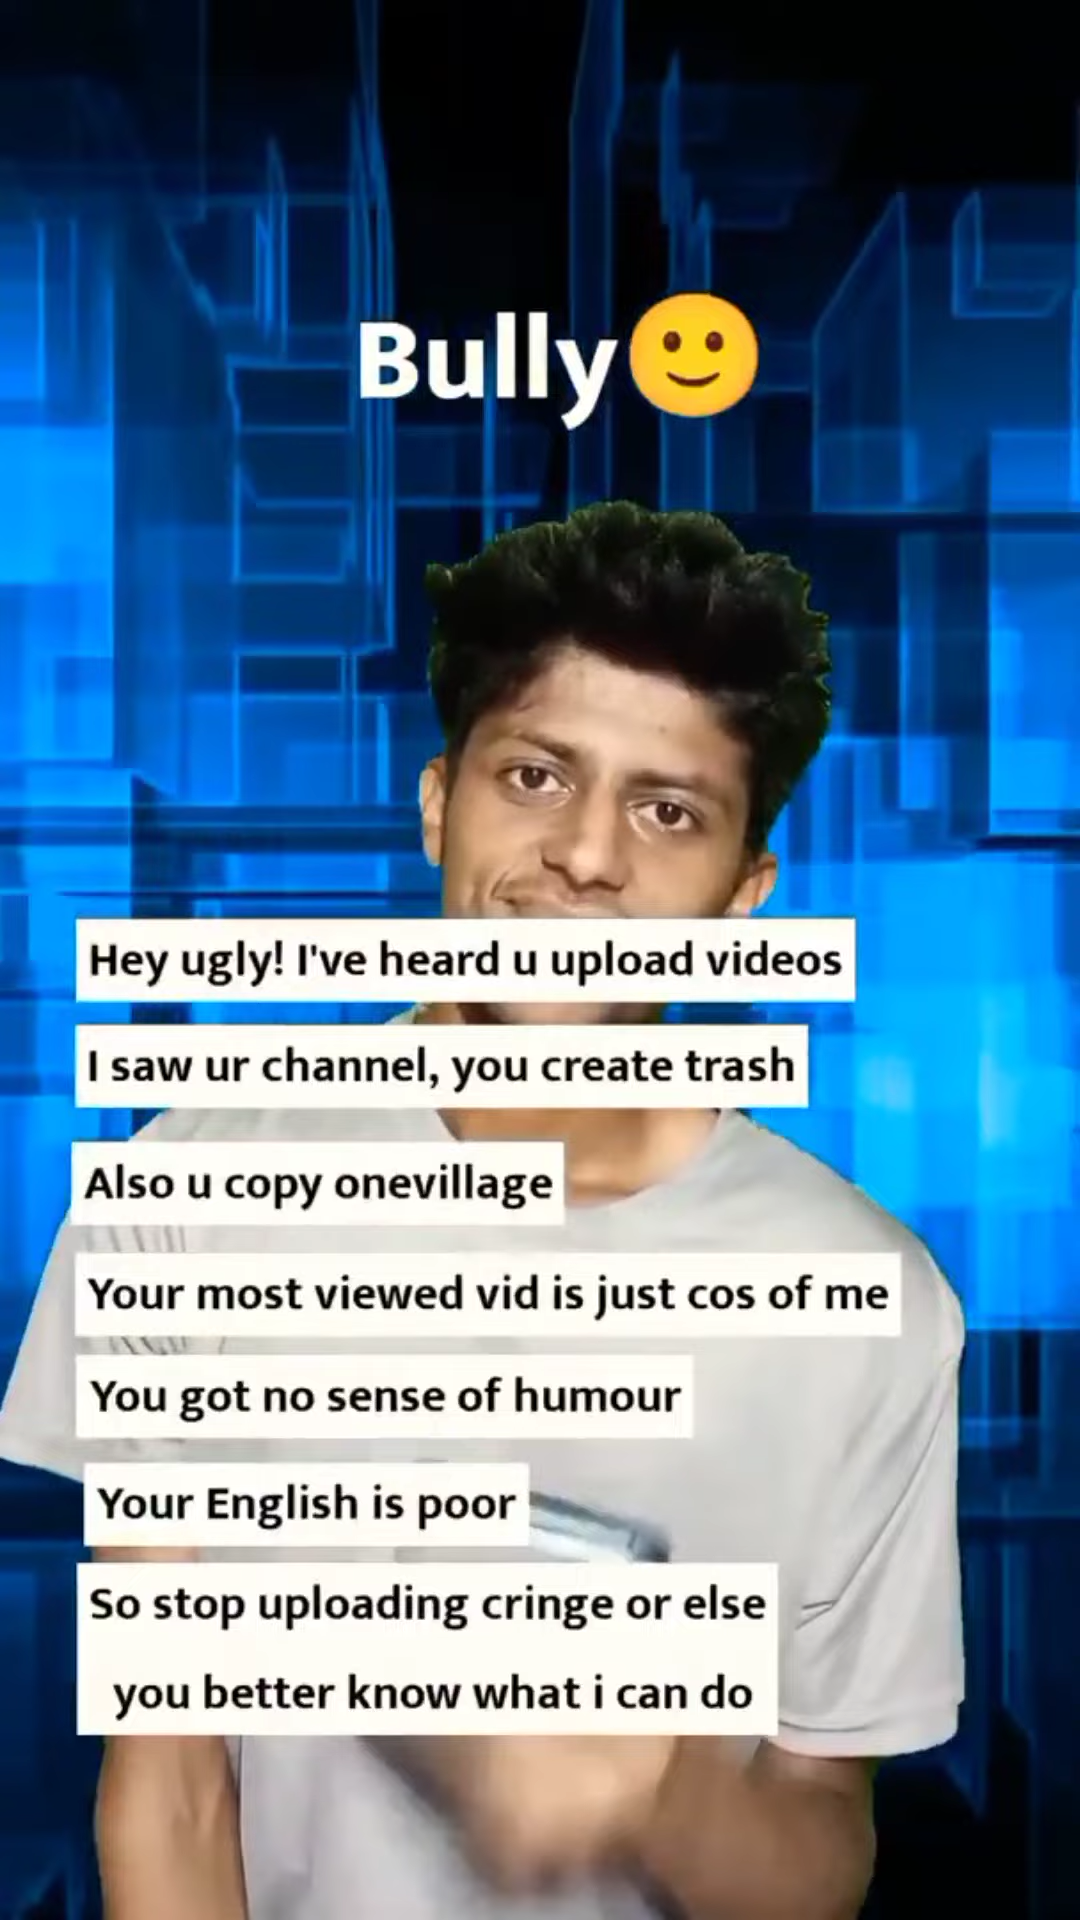 Bully🙂
Hey ugly! I've heard u upload videos
I saw ur channel, you create trash
Also u copy onevillage
Your most viewed vid is just cos of me
You got no sense of humour
Your English is poor
So stop uploading cringe or else
you better know what i can do